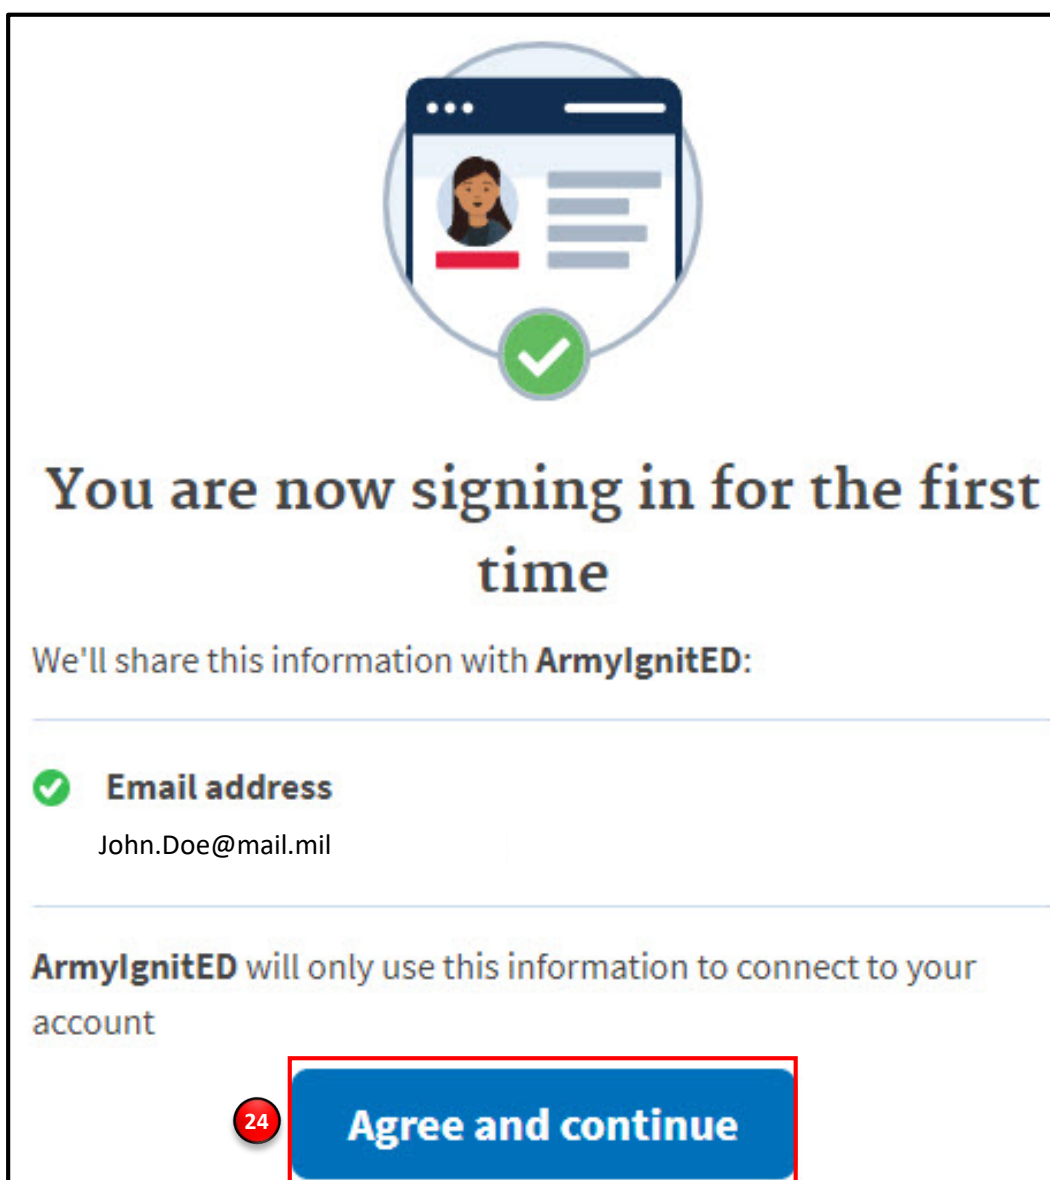 You are now signing in for the first
time
We'll share this information with ArmyIgnitED:
Email address
John.Doe@mail.mil
ArmyIgnitED will only use this information to connect to your
account
24
Agree and continue